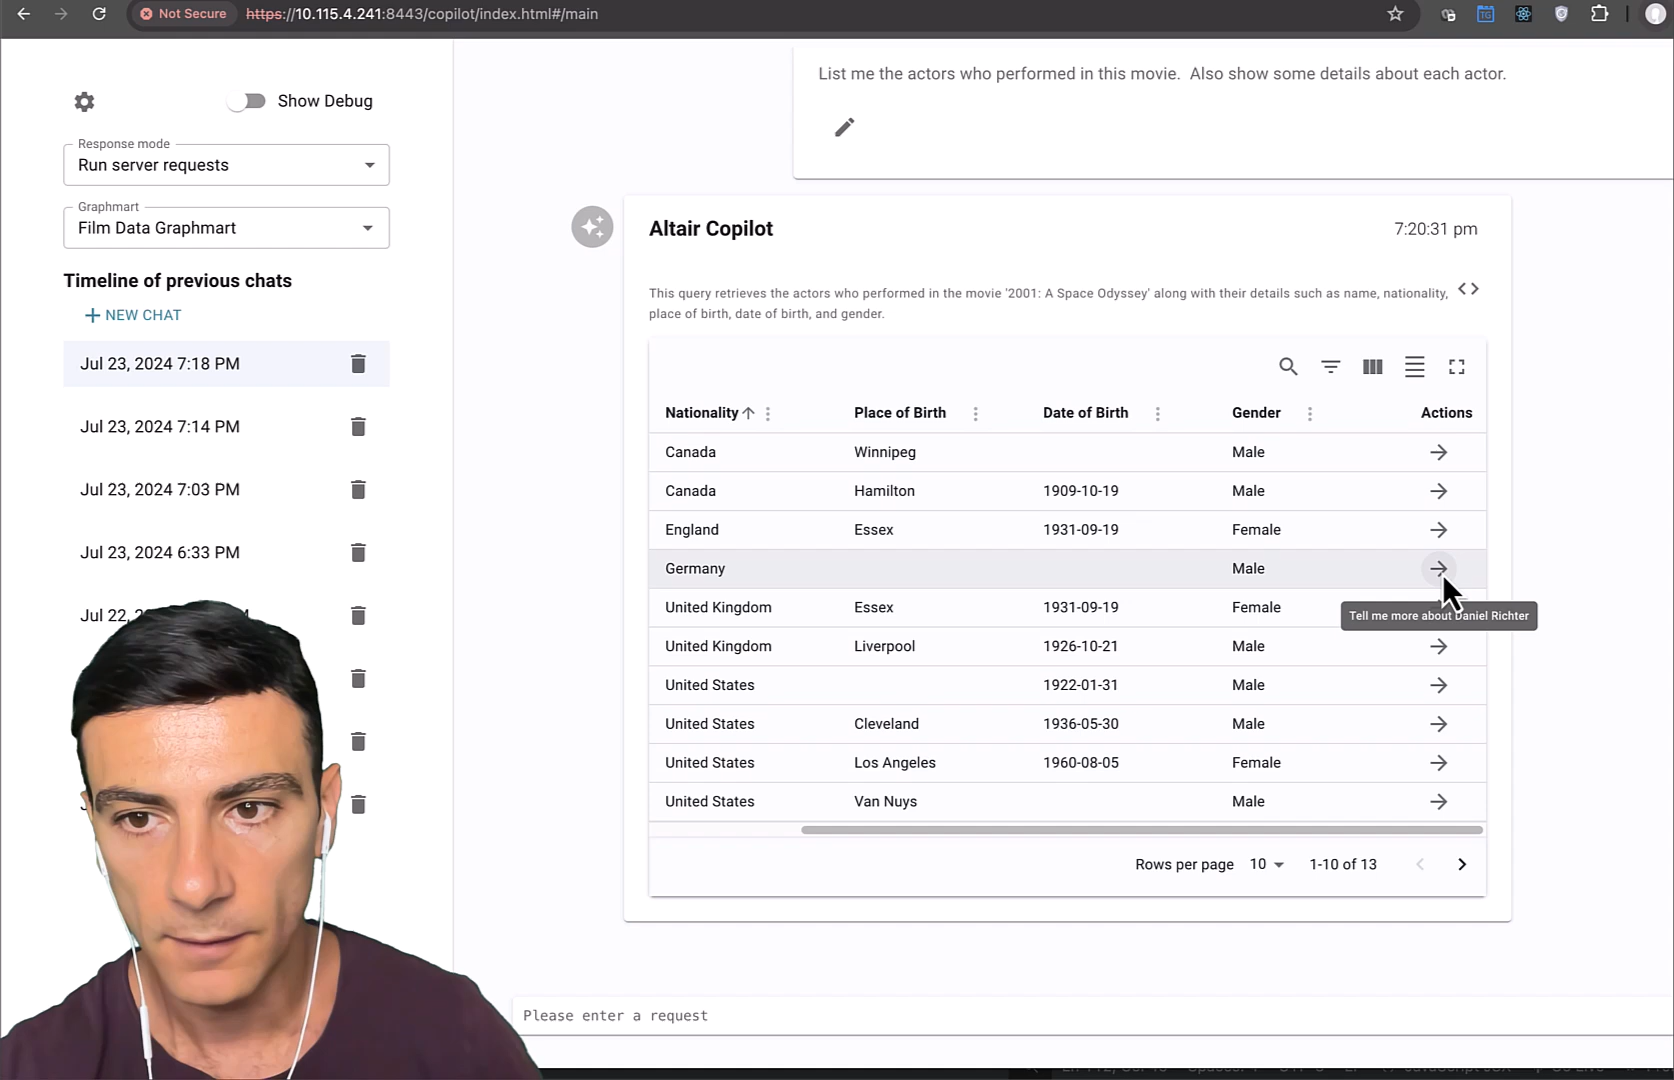 Not Secure https://10.115.4.241:8443/copilot/index.html#/main
TG
Show Debug
Response mode
Run server requests
Graphmart
Film Data Graphmart
Timeline of previous chats
NEW CHAT
Jul 23, 2024 7:18 PM
Jul 23, 2024 7:14 PM
Jul 23, 2024 7:03 PM
Jul 23, 2024 6:33 PM
Jul 22,
List me the actors who performed in this movie. Also show some details about each actor.
Altair Copilot 7:20:31 pm
This query retrieves the actors who performed in the movie '2001: A Space Odyssey' along with their details such as name, nationality,
place of birth, date of birth, and gender.
Nationality Place of Birth Date of Birth Gender Actions
Canada Winnipeg Male
Canada Hamilton 1909-10-19 Male
England Essex 1931-09-19 Female
Germany Male
United Kingdom Essex 1931-09-19 Female
Tell me more about Daniel Richter
United Kingdom Liverpool 1926-10-21 Male
United States 1922-01-31 Male
United States Cleveland 1936-05-30 Male
United States Los Angeles 1960-08-05 Female
United States Van Nuys Male
Rows per page 10 1-10 of 13
Please enter a request